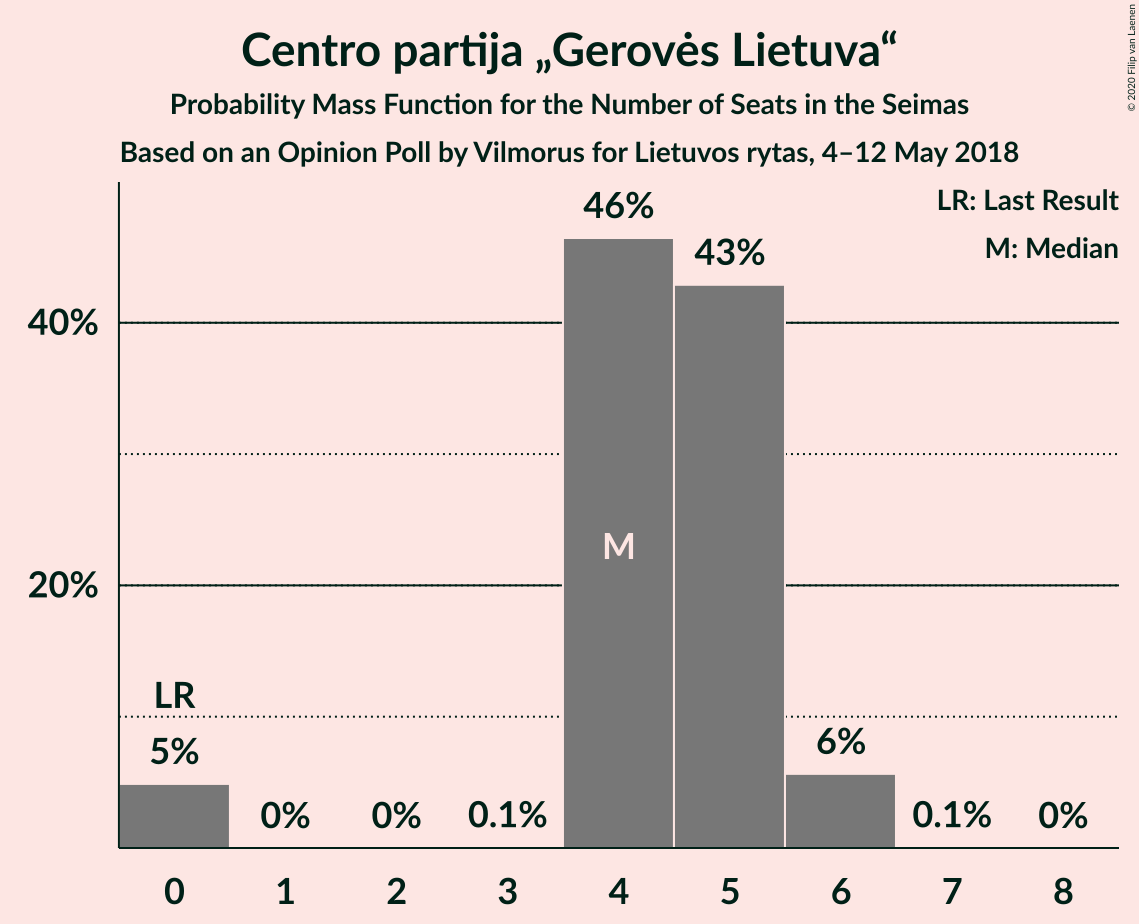 Centro partija „Gerovės Lietuva“
Probability Mass Function for the Number of Seats in the Seimas
Based on an Opinion Poll by Vilmorus for Lietuvos rytas, 4–12 May 2018
© 2020 Filip van Laenen
LR: Last Result
M: Median
46%
43%
40%
M
20%
LR
5%
0%
0%
0.1%
6%
0.1%
0%
0 1 2 3 4 5 6 7 8